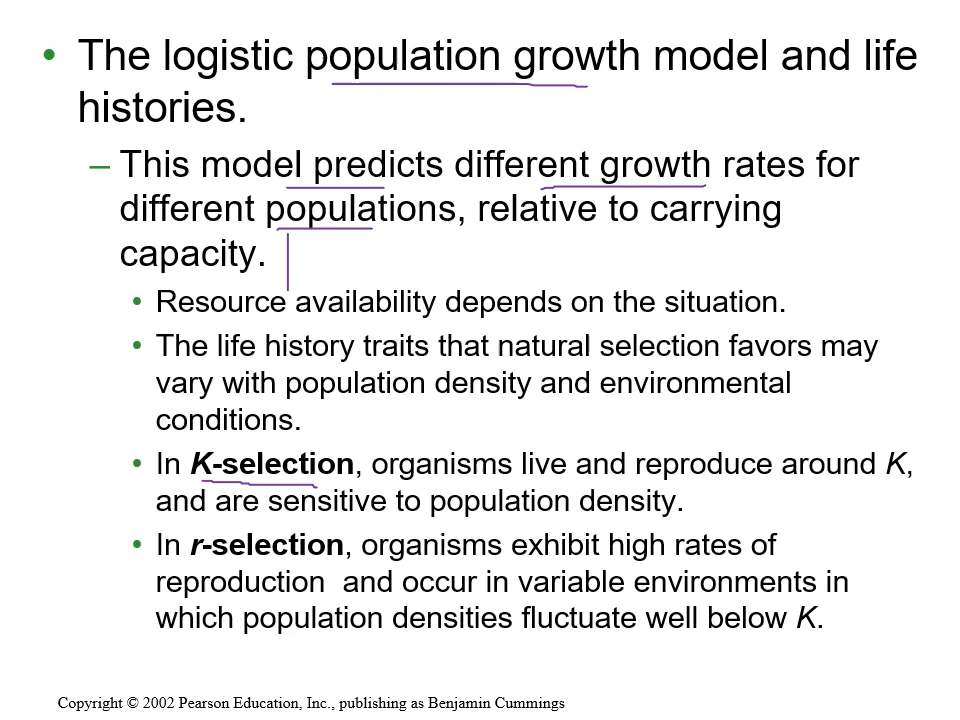 • The logistic population growth model and life
histories.
– This model predicts different growth rates for
different populations, relative to carrying
capacity.
• Resource availability depends on the situation.
• The life history traits that natural selection favors may
vary with population density and environmental
conditions.
• In K-selection, organisms live and reproduce around K,
and are sensitive to population density.
• In r-selection, organisms exhibit high rates of
reproduction  and occur in variable environments in
which population densities fluctuate well below K.
Copyright © 2002 Pearson Education, Inc., publishing as Benjamin Cummings